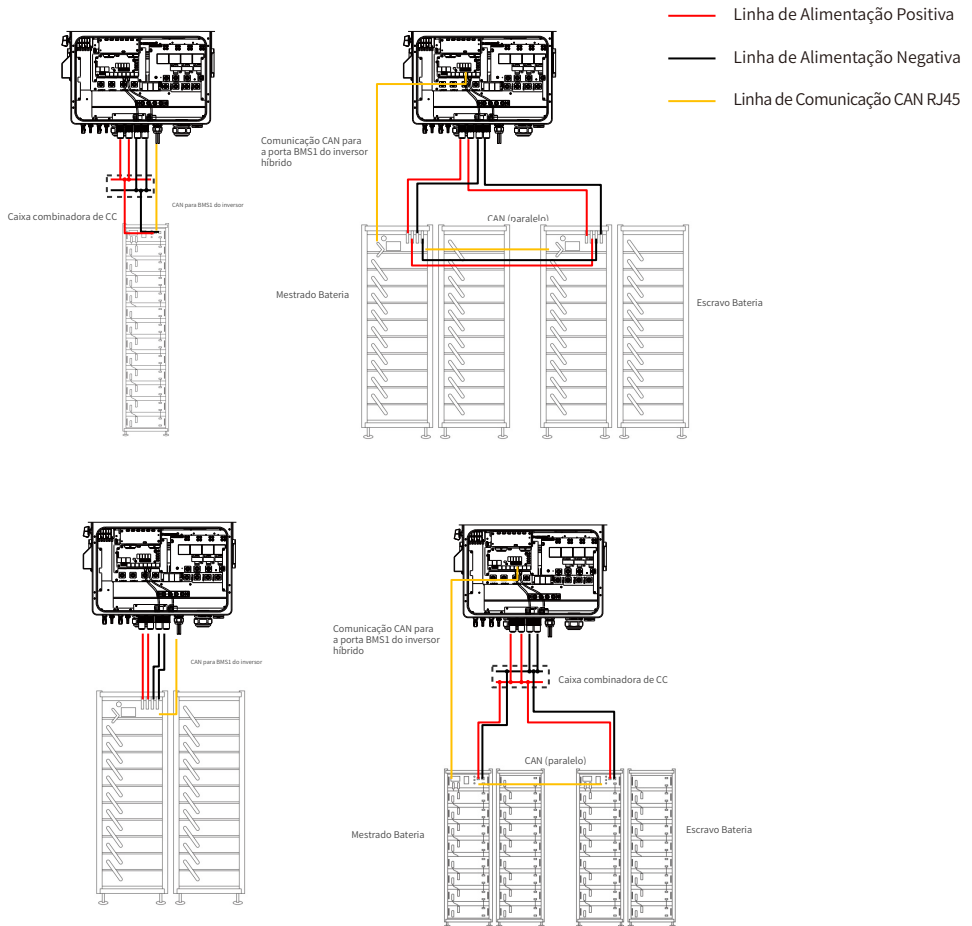 Linha de Alimentação Positiva
Linha de Alimentação Negativa
Linha de Comunicação CAN RJ45
Comunicação CAN para
a porta BMS1 do inversor
híbrido
CAN para BMS1 do inversor
Caixa combinadora de CC
CAN (paralelo)
Mestrado Bateria
Escravo Bateria
CAN para BMS1 do inversor
Comunicação CAN para
a porta BMS1 do inversor
híbrido
Caixa combinadora de CC
CAN (paralelo)
Mestrado Bateria
Escravo Bateria